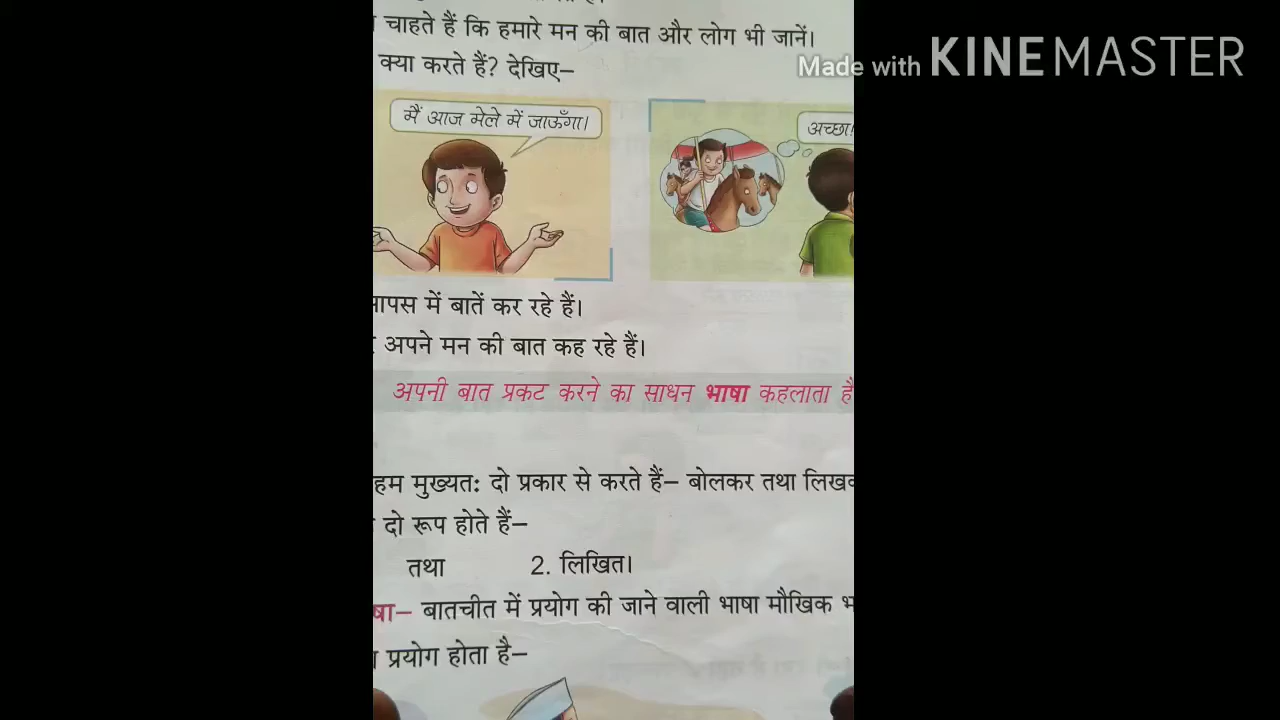 चाहते हैं कि हमारे मन की बात और लोग भी जानें।
Made with KINEMASTER
क्या करते हैं? देखिए–
मैं आज मेले में जाऊँगा।
अच्छा!
में बातें कर रहे हैं।
अपने मन की बात कह रहे हैं।
अपनी बात प्रकट करने का साधन भाषा कहलाता है
हम मुख्यतः दो प्रकार से करते हैं– बोलकर तथा
दो रूप होते हैं–
तथा 2. लिखित।
बातचीत में प्रयोग की जाने वाली भाषा मौखिक
प्रयोग होता है–